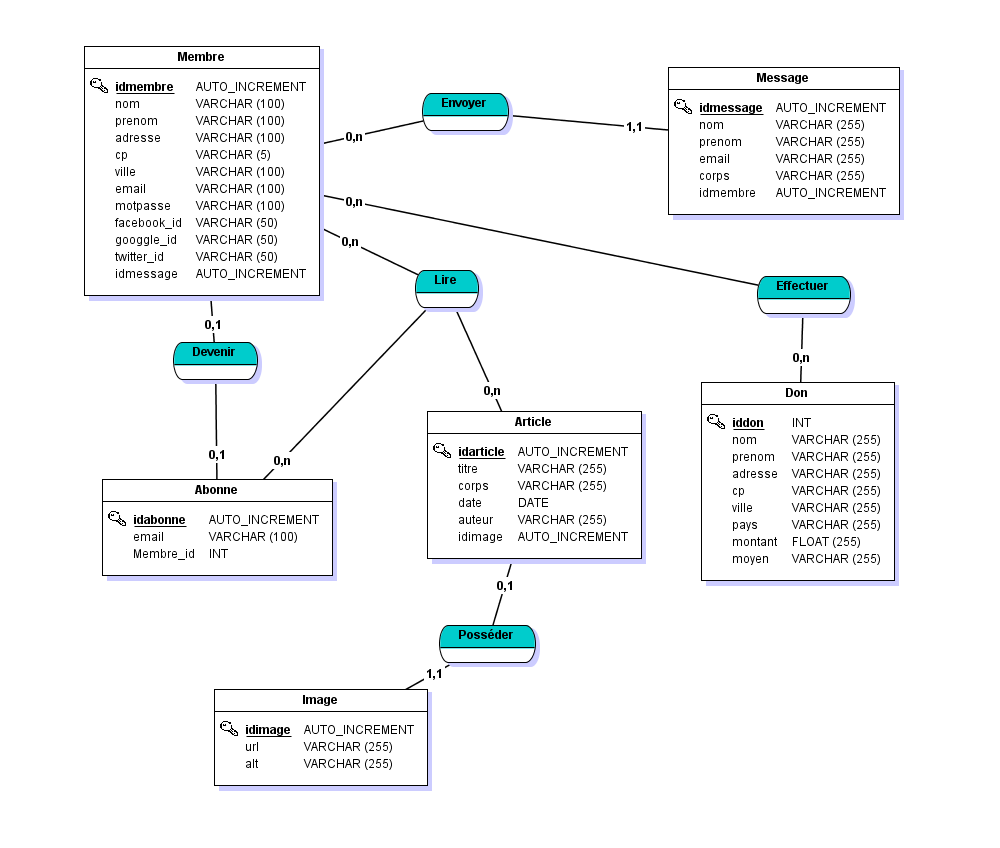 Membre
idmembre AUTO_INCREMENT
nom VARCHAR (100)
prenom VARCHAR (100)
adresse VARCHAR (100)
cp VARCHAR (5)
ville VARCHAR (100)
email VARCHAR (100)
motpasse VARCHAR (100)
facebook_id VARCHAR (50)
googgle_id VARCHAR (50)
twitter_id VARCHAR (50)
idmessage AUTO_INCREMENT
Envoyer
0,n
1,1
Message
idmessage AUTO_INCREMENT
nom VARCHAR (255)
prenom VARCHAR (255)
email VARCHAR (255)
corps VARCHAR (255)
idmembre AUTO_INCREMENT
0,n
0,n
Lire
Effectuer
0,1
Devenir
0,n
0,n
0,1
0,n
Don
iddon INT
nom VARCHAR (255)
prenom VARCHAR (255)
adresse VARCHAR (255)
cp VARCHAR (255)
ville VARCHAR (255)
pays VARCHAR (255)
montant FLOAT (255)
moyen VARCHAR (255)
Article
idarticle AUTO_INCREMENT
titre VARCHAR (255)
corps VARCHAR (255)
date DATE
auteur VARCHAR (255)
idimage AUTO_INCREMENT
Abonne
idabonne AUTO_INCREMENT
email VARCHAR (100)
Membre_id INT
0,1
Posséder
1,1
Image
idimage AUTO_INCREMENT
url VARCHAR (255)
alt VARCHAR (255)